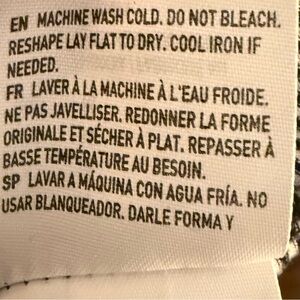 EN MACHINE WASH COLD. DO NOT BLEACH.
RESHAPE LAY FLAT TO DRY. COOL IRON IF
NEEDED.
FR LAVER À LA MACHINE À L'EAU FROIDE.
NE PAS JAVELLISER. REDONNER LA FORME
ORIGINALE ET SÉCHER À PLAT. REPASSER À
BASSE TEMPÉRATURE AU BESOIN.
SP LAVAR A MÁQUINA CON AGUA FRÍA. NO
USAR BLANQUEADOR. DARLE FORMA Y